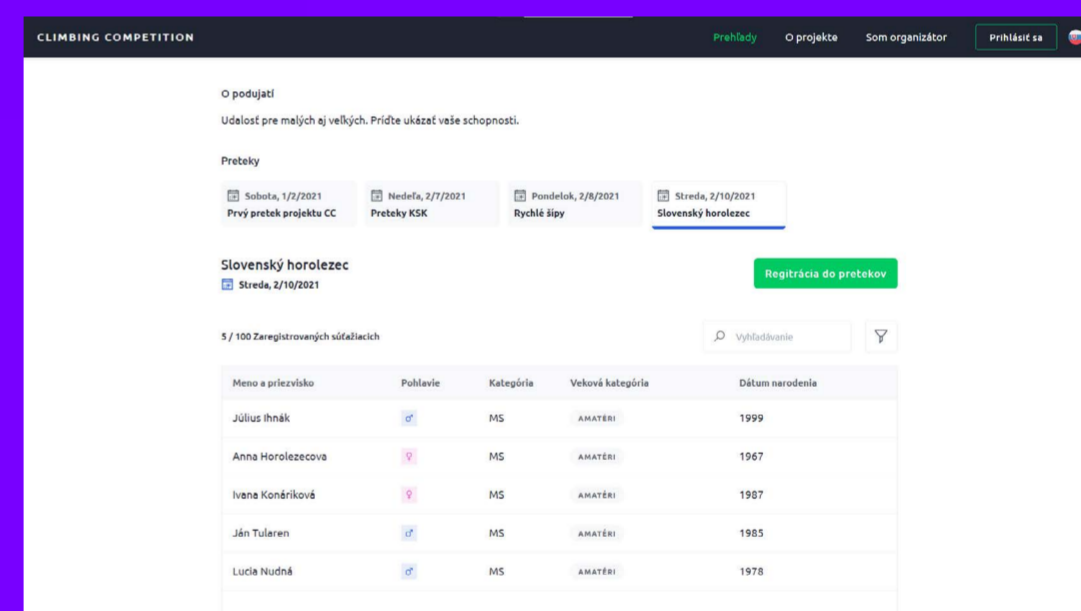 CLIMBING COMPETITION Prehľady O projekte Som organizátor Prihlásiť sa
O podujatí
Udalosť pre malých aj veľkých. Príďte ukázať vaše schopnosti.
Preteky
Sobota, 1/2/2021 Nedeľa, 2/7/2021 Pondelok, 2/8/2021 Streda, 2/10/2021
Prvý pretek projektu CC Preteky KSK Rychlé šípy Slovenský horolezec
Slovenský horolezec
Streda, 2/10/2021
Regitrácia do pretekov
5 / 100 Zaregistrovaných súťažiacich Vyhľadávanie
Meno a priezvisko Pohlavie Kategória Veková kategória Dátum narodenia
Július Ihnák MS AMATÉRI 1999
Anna Horolezecova MS AMATÉRI 1967
Ivana Konáriková MS AMATÉRI 1987
Ján Tularen MS AMATÉRI 1985
Lucia Nudná MS AMATÉRI 1978